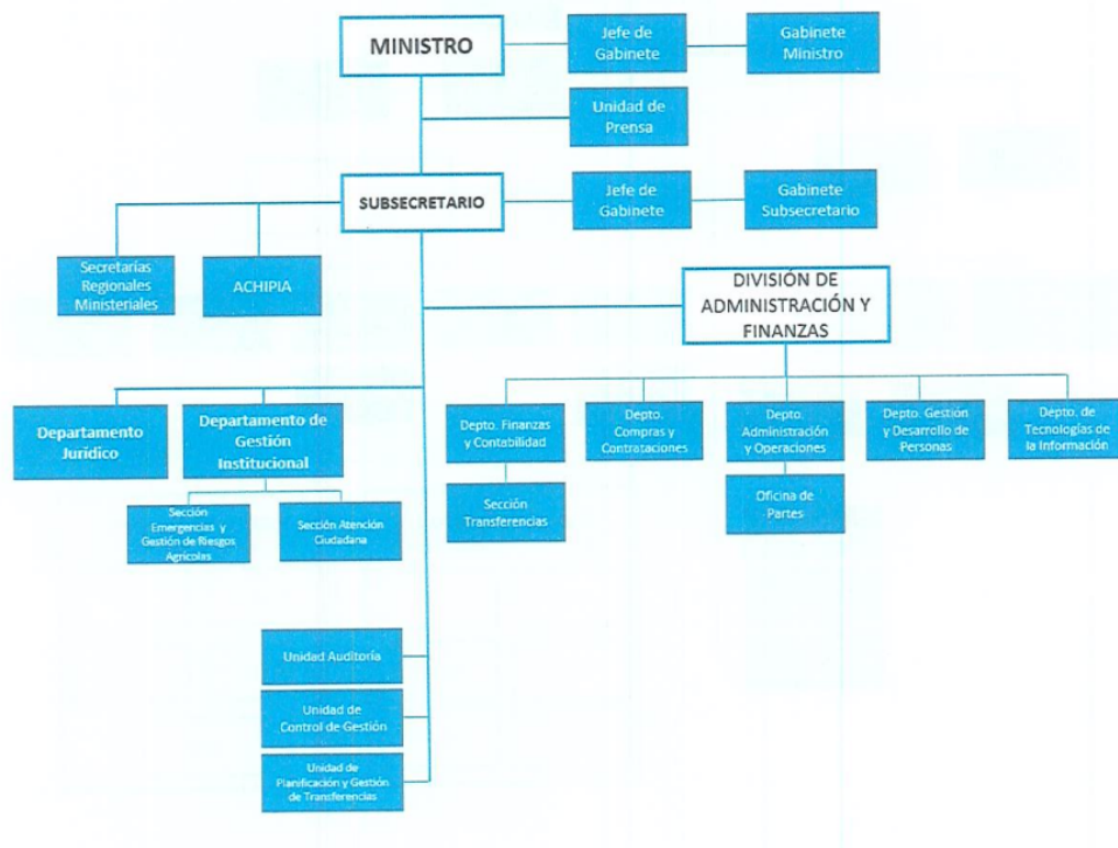 MINISTRO
Jefe de
Gabinete
Gabinete
Ministro
Unidad de
Prensa
SUBSECRETARIO
Jefe de
Gabinete
Gabinete
Subsecretario
Secretarías
Regionales
Ministeriales
ACHIPIA
DIVISIÓN DE
ADMINISTRACIÓN Y
FINANZAS
Departamento
Jurídico
Departamento de
Gestión
Institucional
Depto. Finanzas
y Contabilidad
Depto.
Compras y
Contrataciones
Depto.
Administración
y Operaciones
Depto. Gestión
y Desarrollo de
Personas
Depto. de
Tecnologías de
la Información
Sección
Emergencias y
Gestión de Riesgos
Agrícolas
Sección Atención
Ciudadana
Sección
Transferencias
Oficina de
Partes
Unidad Auditoría
Unidad de
Control de Gestión
Unidad de
Planificación y Gestión
de Transferencias